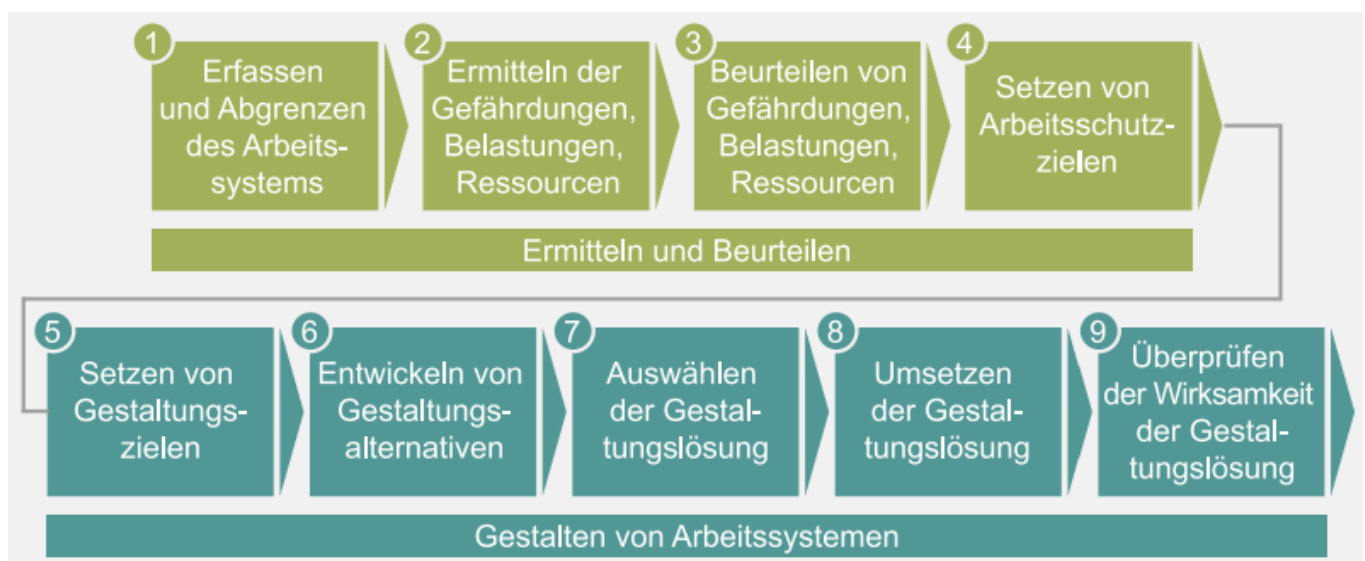 1
Erfassen
und Abgrenzen
des Arbeits-
systems
2
Ermitteln der
Gefährdungen,
Belastungen,
Ressourcen
3
Beurteilen von
Gefährdungen,
Belastungen,
Ressourcen
4
Setzen von
Arbeitsschutz-
zielen
Ermitteln und Beurteilen
5
Setzen von
Gestaltungs-
zielen
6
Entwickeln von
Gestaltungs-
alternativen
7
Auswählen
der Gestal-
tungslösung
8
Umsetzen
der Gestal-
tungslösung
9
Überprüfen
der Wirksamkeit
der Gestal-
tungslösung
Gestalten von Arbeitssystemen